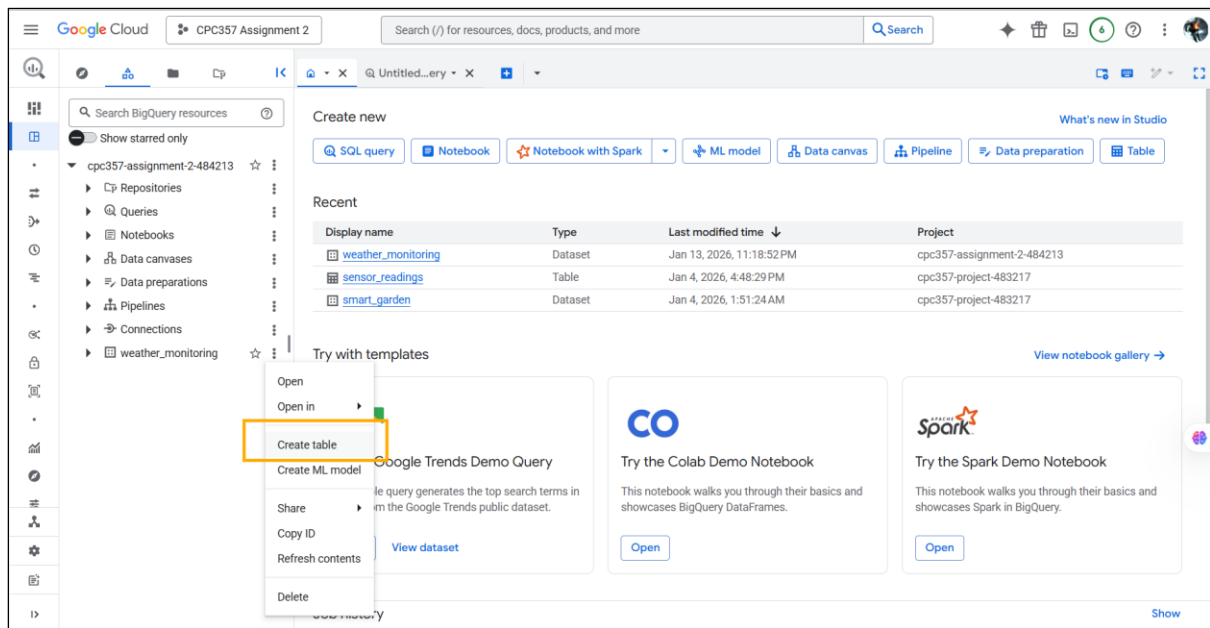 Google Cloud
CPC357 Assignment 2
Search (/) for resources, docs, products, and more
Search
6
Untitled...ery
Search BigQuery resources
Show starred only
cpc357-assignment-2-484213
Repositories
Queries
Notebooks
Data canvases
Data preparations
Pipelines
Connections
weather_monitoring
Create new
What's new in Studio
SQL query
Notebook
Notebook with Spark
ML model
Data canvas
Pipeline
Data preparation
Table
Recent
Display name Type Last modified time Project
weather_monitoring Dataset Jan 13, 2026, 11:18:52 PM cpc357-assignment-2-484213
sensor_readings Table Jan 4, 2026, 4:48:29 PM cpc357-project-483217
smart_garden Dataset Jan 4, 2026, 1:51:24 AM cpc357-project-483217
Try with templates
View notebook gallery
Open
Open in
Create table
Create ML model
Share
Copy ID
Refresh contents
Delete
Google Trends Demo Query
le query generates the top search terms in
m the Google Trends public dataset.
View dataset
CO
Try the Colab Demo Notebook
This notebook walks you through their basics and
showcases BigQuery DataFrames.
Open
APACHE
Spark
Try the Spark Demo Notebook
This notebook walks you through their basics and
showcases Spark in BigQuery.
Open
Job history
Show